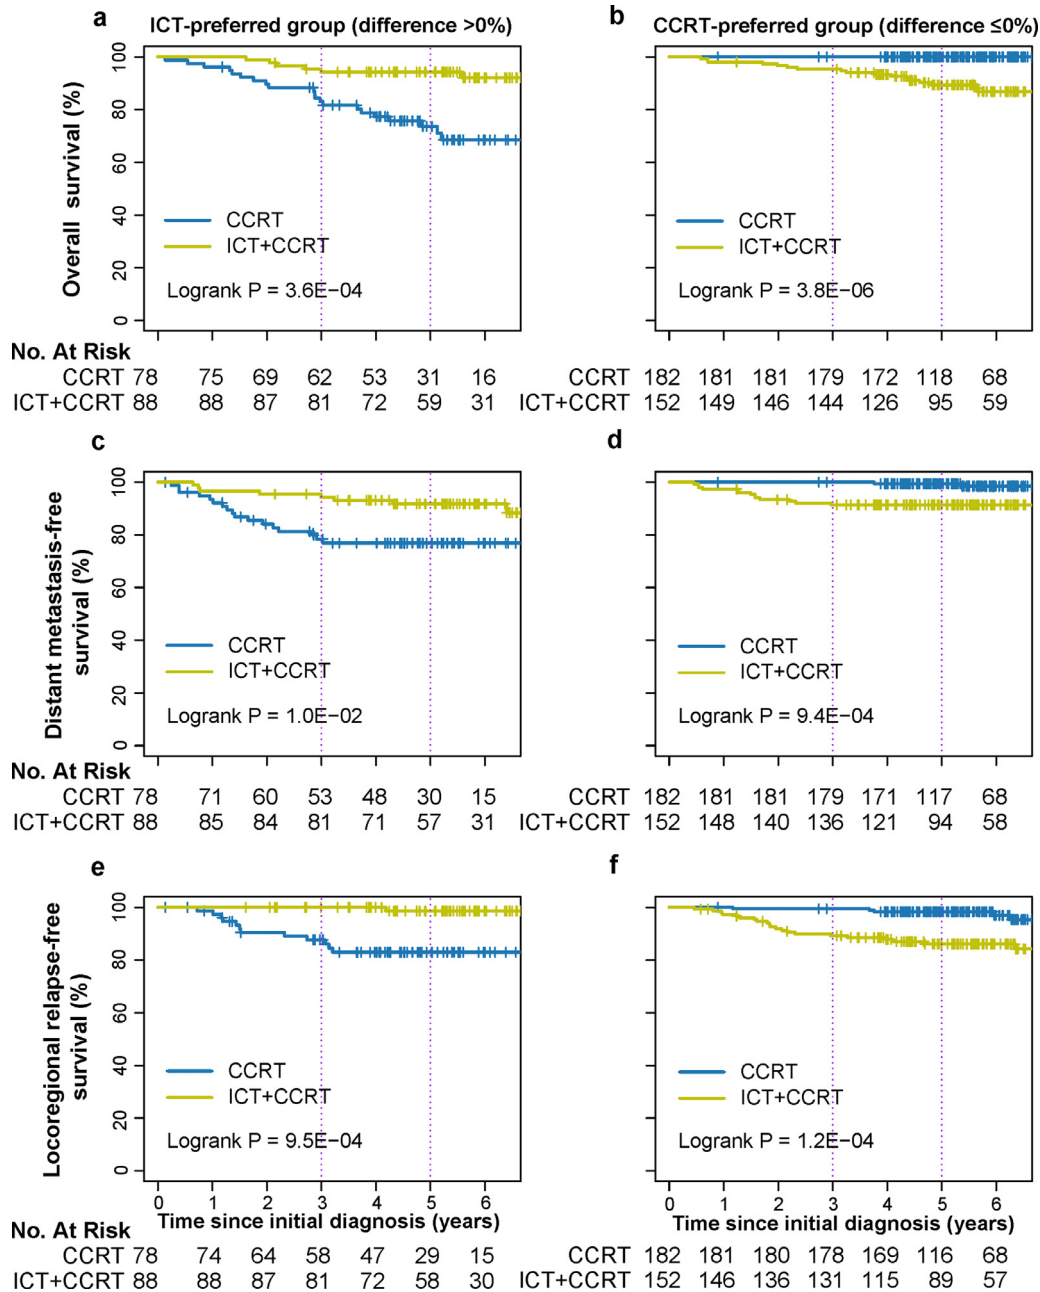 a
b
ICT-preferred group (difference >0%)
CCRT-preferred group (difference ≤0%)
Overall survival (%)
0
20
40
60
80
100
CCRT
ICT+CCRT
Logrank P = 3.6E−04
CCRT
ICT+CCRT
Logrank P = 3.8E−06
No. At Risk
CCRT 78 75 69 62 53 31 16
ICT+CCRT 88 88 87 81 72 59 31
CCRT 182 181 181 179 172 118 68
ICT+CCRT 152 149 146 144 126 95 59
c
d
Distant metastasis-free
survival (%)
0
20
40
60
80
100
CCRT
ICT+CCRT
Logrank P = 1.0E−02
CCRT
ICT+CCRT
Logrank P = 9.4E−04
No. At Risk
CCRT 78 71 60 53 48 30 15
ICT+CCRT 88 85 84 81 71 57 31
CCRT 182 181 181 179 171 117 68
ICT+CCRT 152 148 140 136 121 94 58
e
f
Locoregional relapse-free
survival (%)
0
20
40
60
80
100
CCRT
ICT+CCRT
Logrank P = 9.5E−04
CCRT
ICT+CCRT
Logrank P = 1.2E−04
0 1 2 3 4 5 6
Time since initial diagnosis (years)
0 1 2 3 4 5 6
Time since initial diagnosis (years)
No. At Risk
CCRT 78 74 64 58 47 29 15
ICT+CCRT 88 88 87 81 72 58 30
CCRT 182 181 180 178 169 116 68
ICT+CCRT 152 146 136 131 115 89 57